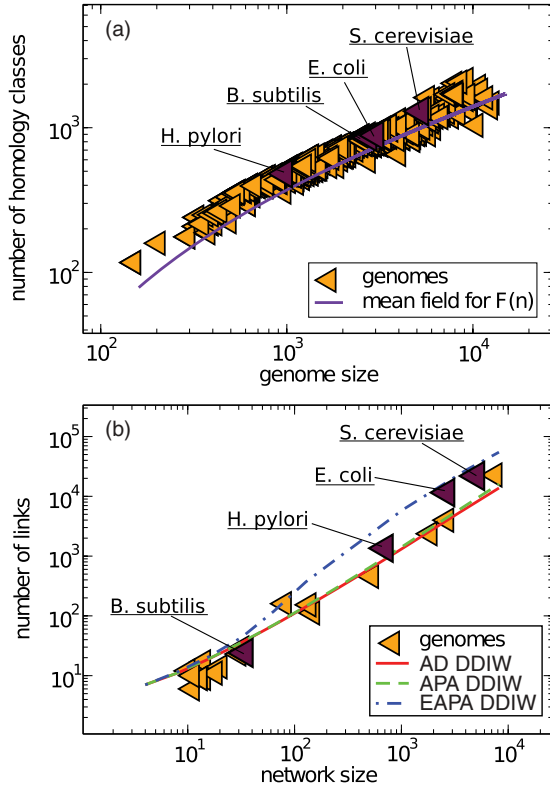 (a)
number of homology classes
10³
10²
S. cerevisiae
E. coli
B. subtilis
H. pylori
genomes
mean field for F(n)
10² 10³ 10⁴
genome size
(b)
number of links
10⁵
10⁴
10³
10²
10¹
S. cerevisiae
E. coli
H. pylori
B. subtilis
genomes
AD DDIW
APA DDIW
EAPA DDIW
10¹ 10² 10³ 10⁴
network size